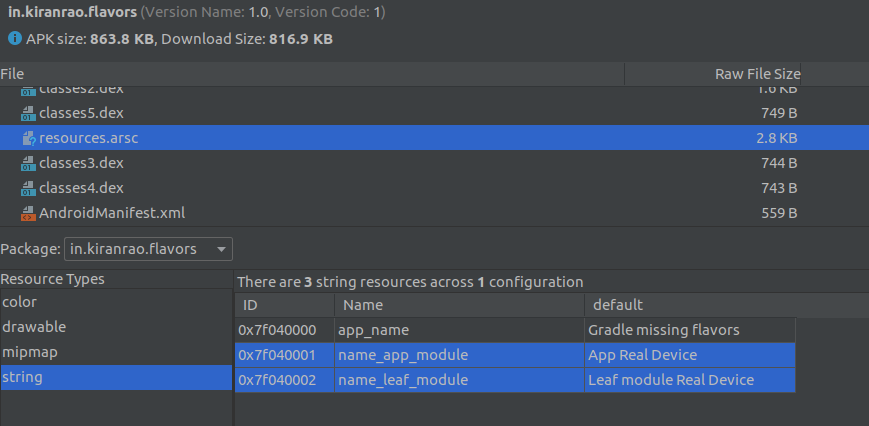 in.kiranrao.flavors (Version Name: 1.0, Version Code: 1)
APK size: 863.8 KB, Download Size: 816.9 KB
File Raw File Size
classes2.dex 1.6 KB
classes5.dex 749 B
resources.arsc 2.8 KB
classes3.dex 744 B
classes4.dex 743 B
AndroidManifest.xml 559 B
Package: in.kiranrao.flavors
Resource Types
color
drawable
mipmap
string
There are 3 string resources across 1 configuration
ID Name default
0x7f040000 app_name Gradle missing flavors
0x7f040001 name_app_module App Real Device
0x7f040002 name_leaf_module Leaf module Real Device